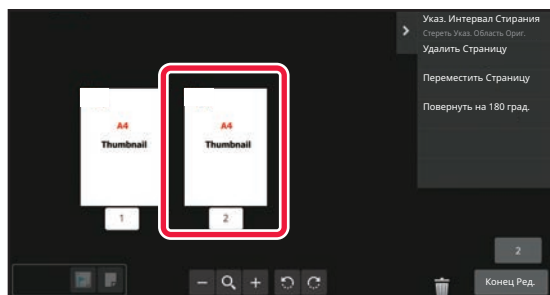 Указ. Интервал Стирания
Стереть Указ. Область Ориг.
Удалить Страницу
Переместить Страницу
Повернуть на 180 град.
A4
Thumbnail
A4
Thumbnail
1
2
2
Конец Ред.